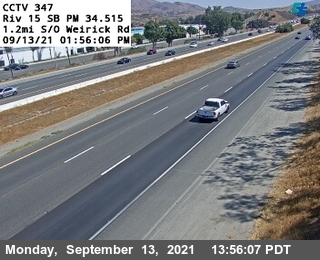 CCTV 347
Riv 15 SB PM 34.515
1.2mi S/O Weirick Rd
09/13/21 01:56:06 PM
Monday, September 13, 2021 13:56:07 PDT